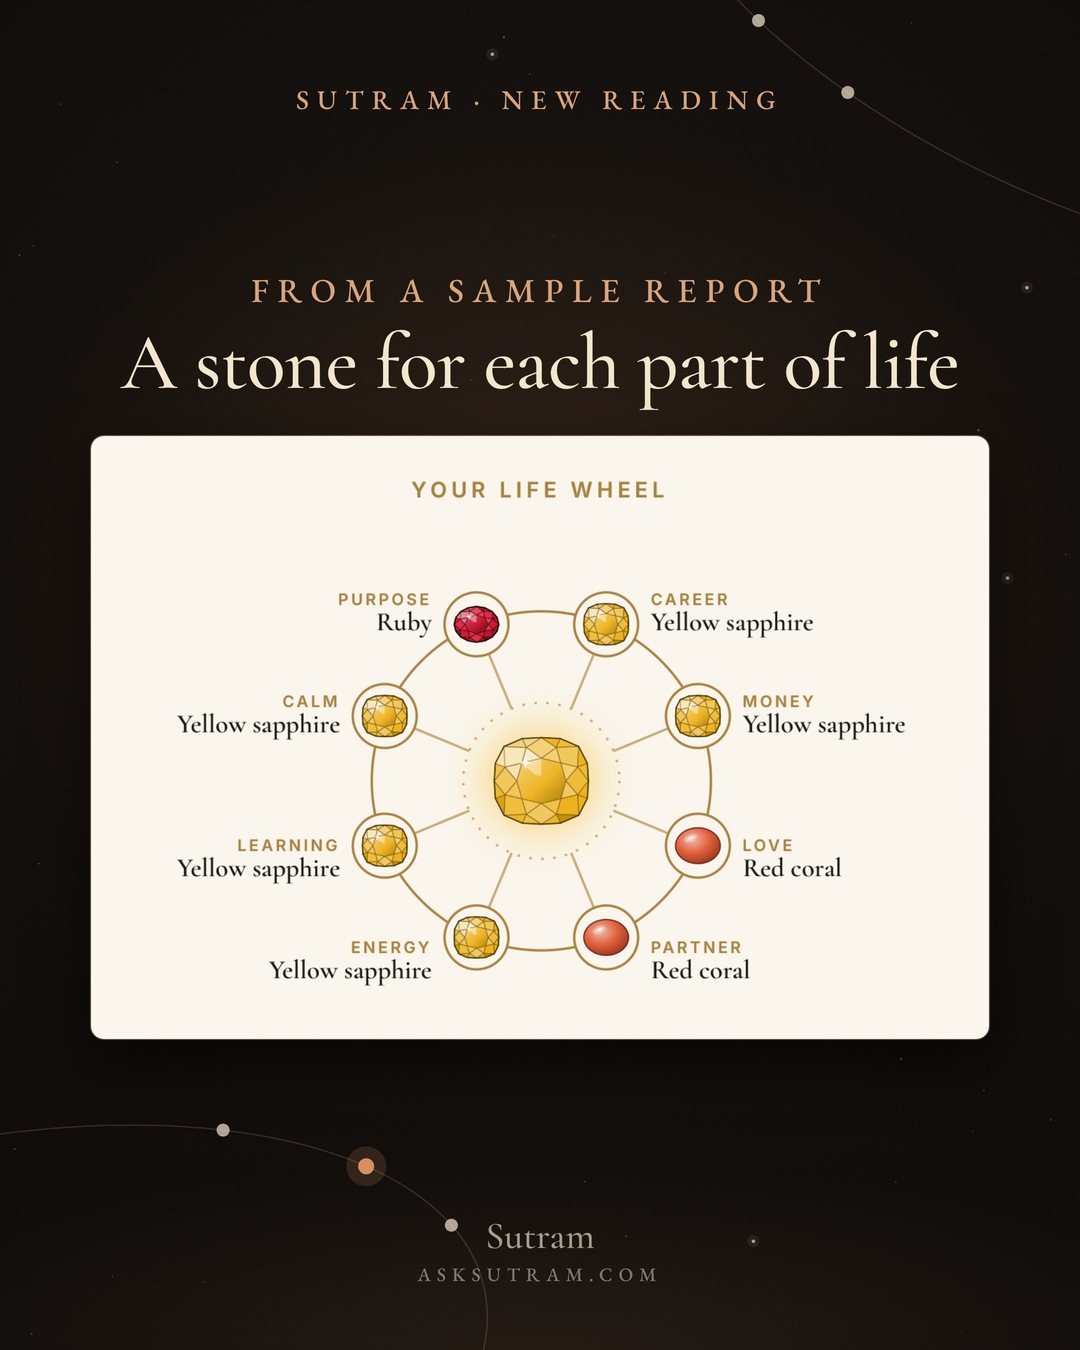 SUTRAM · NEW READING
FROM A SAMPLE REPORT
A stone for each part of life
YOUR LIFE WHEEL
PURPOSE
Ruby
CAREER
Yellow sapphire
CALM
Yellow sapphire
MONEY
Yellow sapphire
LEARNING
Yellow sapphire
LOVE
Red coral
ENERGY
Yellow sapphire
PARTNER
Red coral
Sutram
ASKSUTRAM.COM